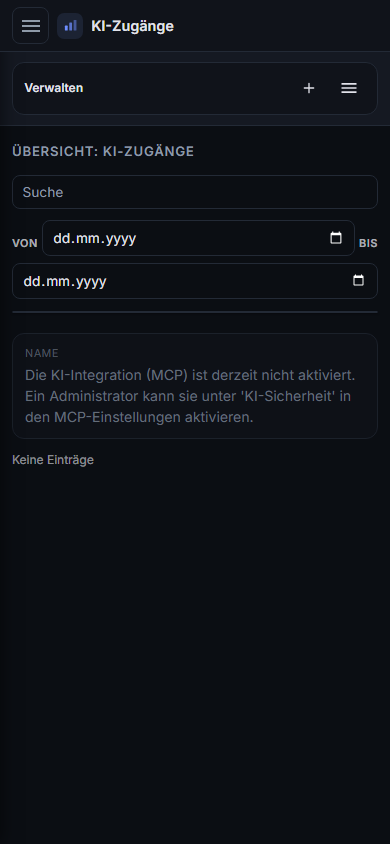 KI-Zugänge
Verwalten
ÜBERSICHT: KI-ZUGÄNGE
Suche
VON
dd.mm.yyyy
BIS
dd.mm.yyyy
NAME
Die KI-Integration (MCP) ist derzeit nicht aktiviert.
Ein Administrator kann sie unter 'KI-Sicherheit' in
den MCP-Einstellungen aktivieren.
Keine Einträge